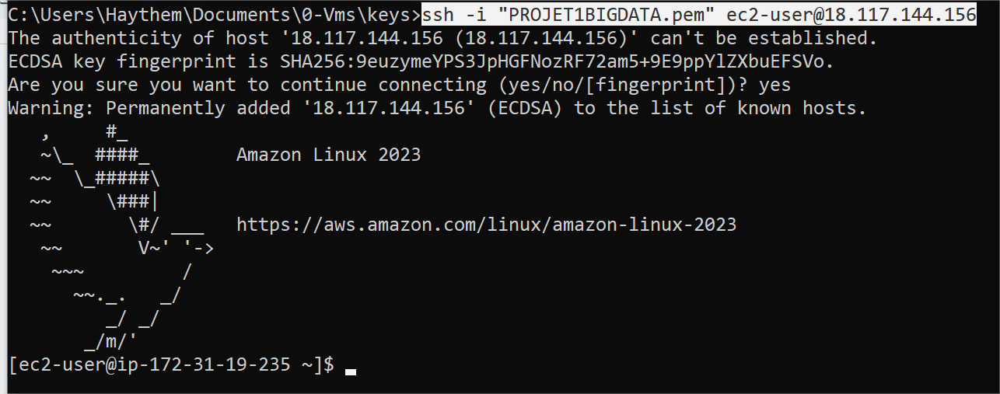 C:\Users\Haythem\Documents\0-Vms\keys>ssh -i "PROJET1BIGDATA.pem" ec2-user@18.117.144.156
The authenticity of host '18.117.144.156 (18.117.144.156)' can't be established.
ECDSA key fingerprint is SHA256:9euzymeYPS3JpHGFNozRF72am5+9E9ppYlZXbuEFSVo.
Are you sure you want to continue connecting (yes/no/[fingerprint])? yes
Warning: Permanently added '18.117.144.156' (ECDSA) to the list of known hosts.
   ,     #_
   ~\_  ####_        Amazon Linux 2023
  ~~  \_#####\
  ~~     \###|
  ~~       \#/ ___   https://aws.amazon.com/linux/amazon-linux-2023
   ~~       V~' '->
    ~~~         /
      ~~._.   _/
         _/ _/
       _/m/'
[ec2-user@ip-172-31-19-235 ~]$